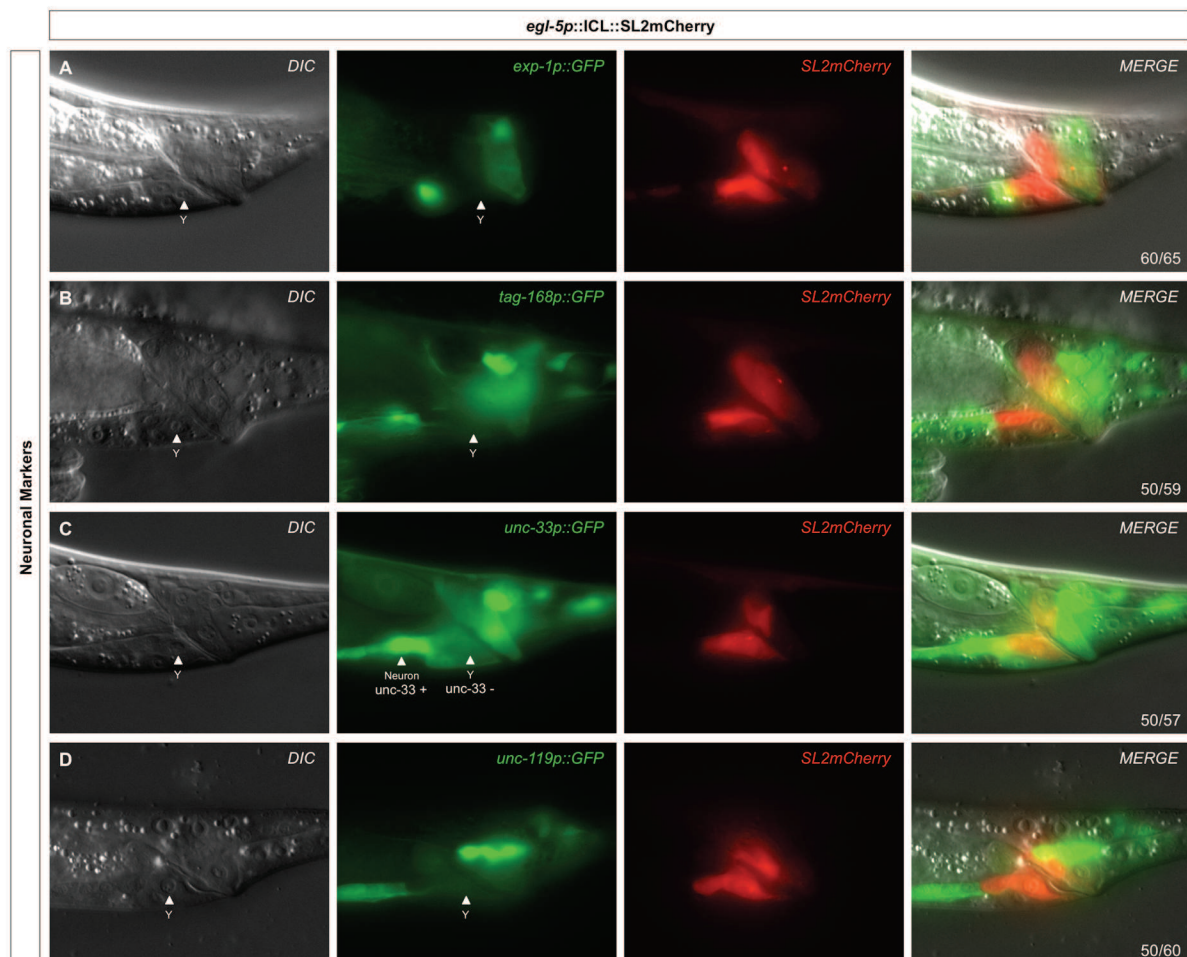 egl-5p::ICL::SL2mCherry
Neuronal Markers
A DIC exp-1p::GFP SL2mCherry MERGE
Y Y
60/65
B DIC tag-168p::GFP SL2mCherry MERGE
Y Y
50/59
C DIC unc-33p::GFP SL2mCherry MERGE
Y Neuron Y
unc-33 + unc-33 -
50/57
D DIC unc-119p::GFP SL2mCherry MERGE
Y Y
50/60